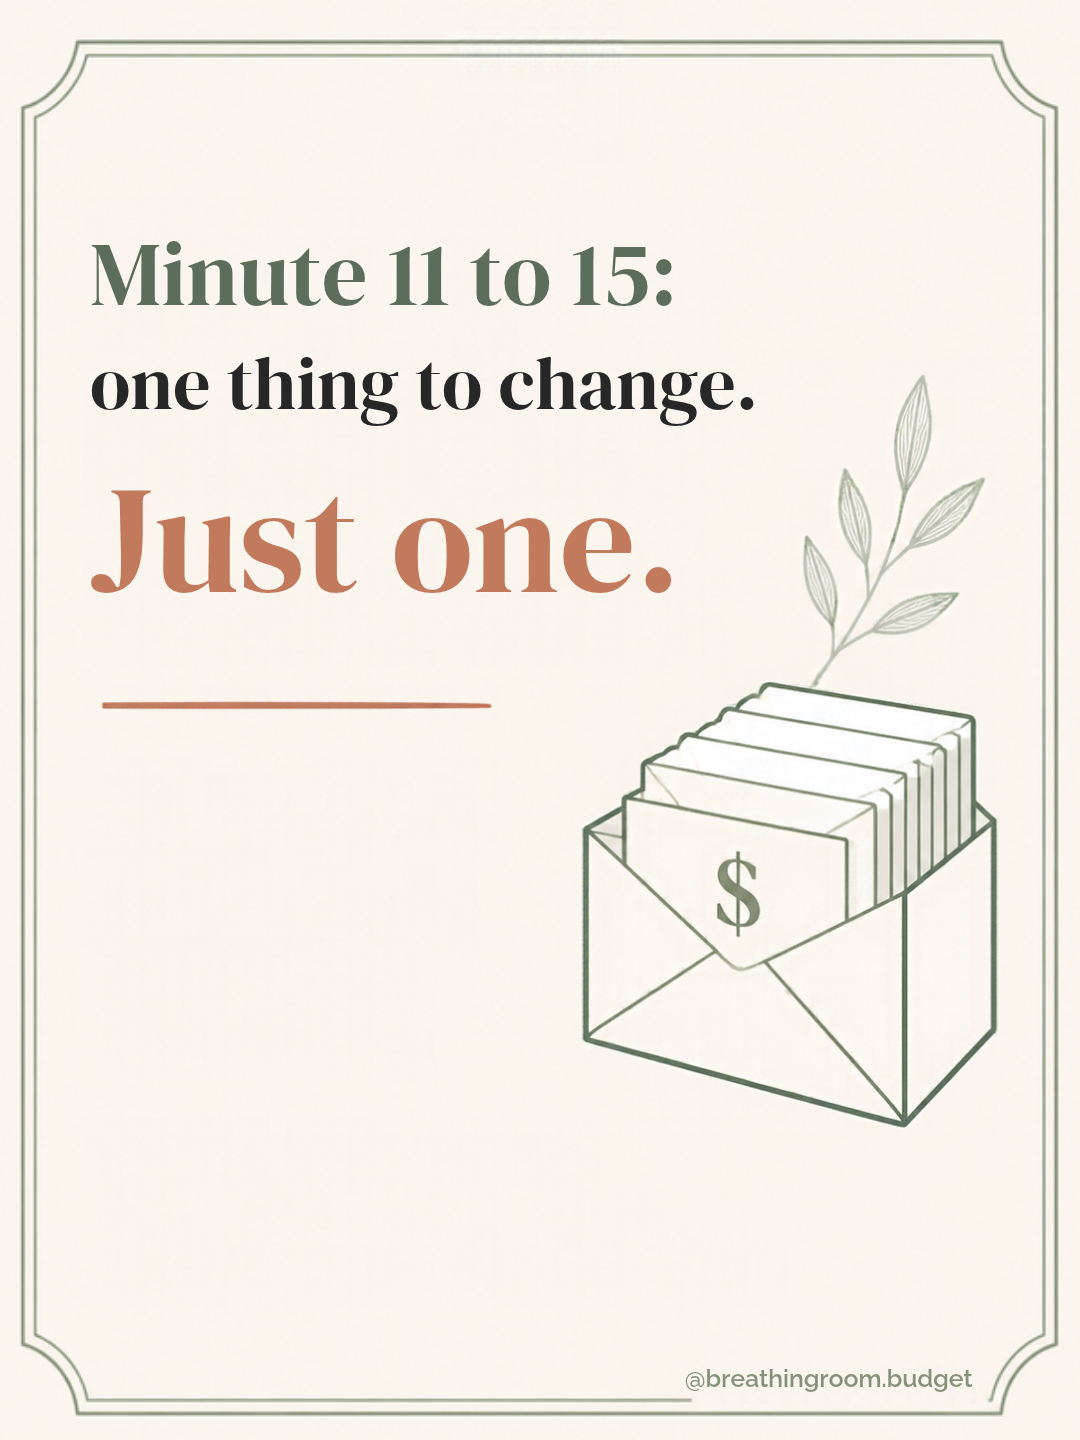 Minute 11 to 15:
one thing to change.
Just one.
$
@breathingroom.budget